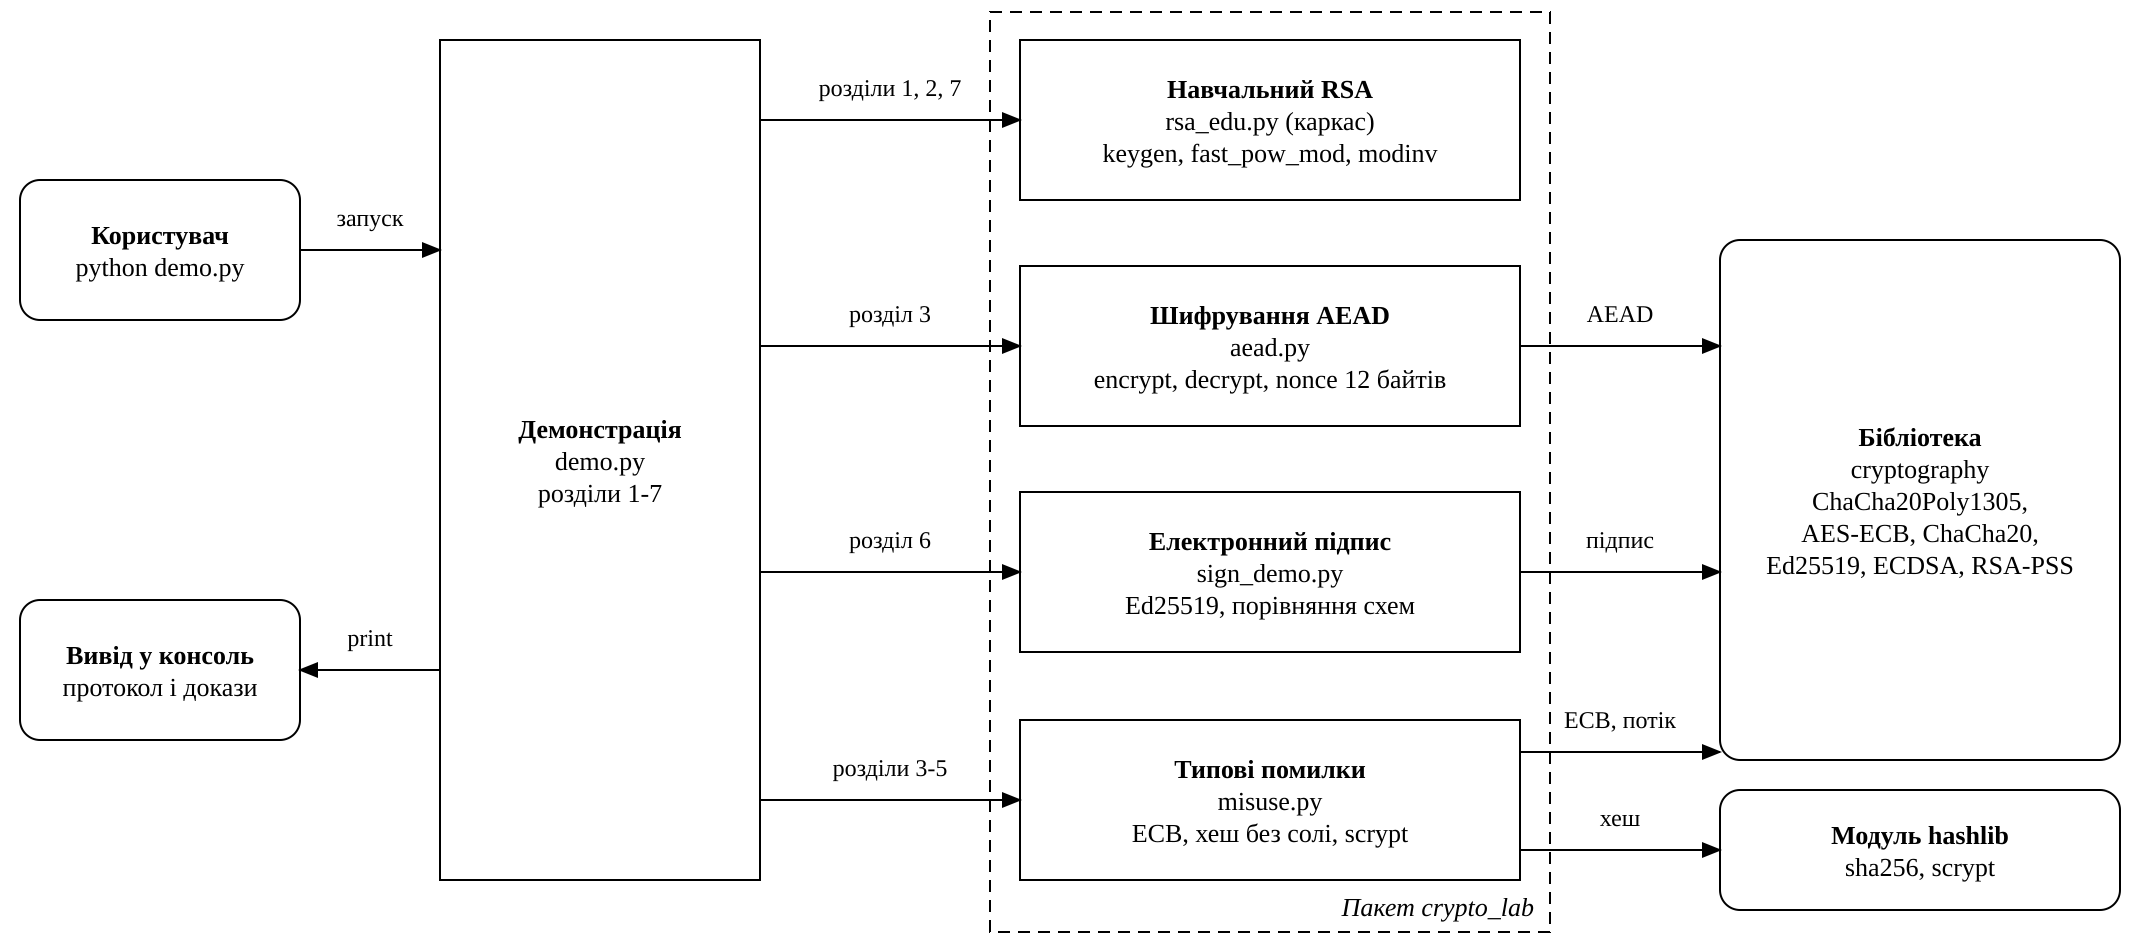 Користувач
python demo.py
запуск
Вивід у консоль
протокол і докази
print
Демонстрація
demo.py
розділи 1-7
розділи 1, 2, 7
розділ 3
розділ 6
розділи 3-5
Навчальний RSA
rsa_edu.py (каркас)
keygen, fast_pow_mod, modinv
Шифрування AEAD
aead.py
encrypt, decrypt, nonce 12 байтів
Електронний підпис
sign_demo.py
Ed25519, порівняння схем
Типові помилки
misuse.py
ECB, хеш без солі, scrypt
Пакет crypto_lab
AEAD
підпис
ECB, потік
хеш
Бібліотека
cryptography
ChaCha20Poly1305,
AES-ECB, ChaCha20,
Ed25519, ECDSA, RSA-PSS
Модуль hashlib
sha256, scrypt